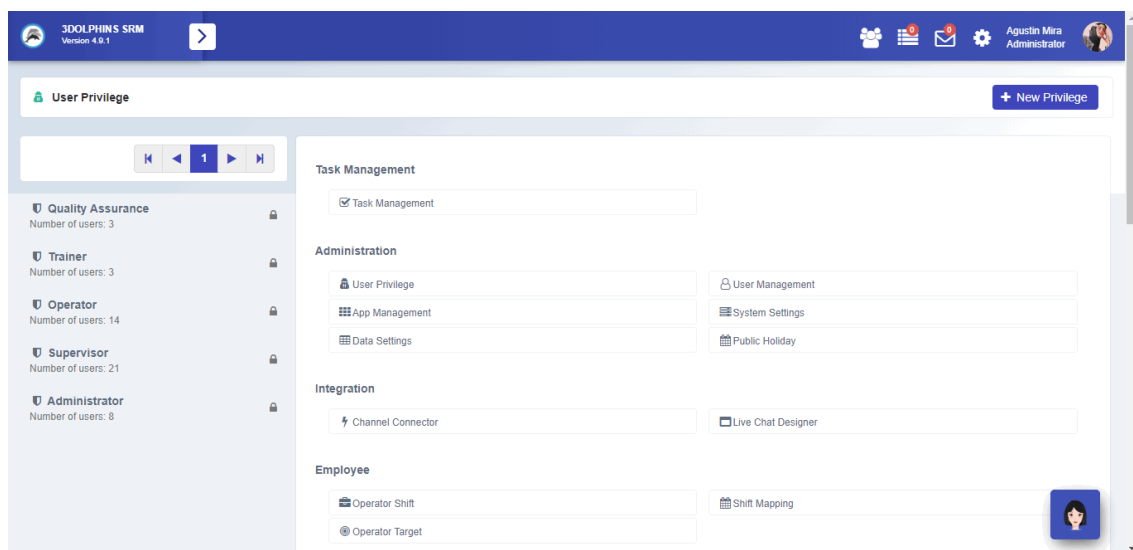 3DOLPHINS SRM
Version 4.9.1
0
0
Agustin Mira
Administrator
User Privilege
+ New Privilege
1
Quality Assurance
Number of users: 3
Trainer
Number of users: 3
Operator
Number of users: 14
Supervisor
Number of users: 21
Administrator
Number of users: 8
Task Management
Task Management
Administration
User Privilege
User Management
App Management
System Settings
Data Settings
Public Holiday
Integration
Channel Connector
Live Chat Designer
Employee
Operator Shift
Shift Mapping
Operator Target